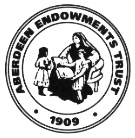 ABERDEEN ENDOWMENTS TRUST
· 1909 ·